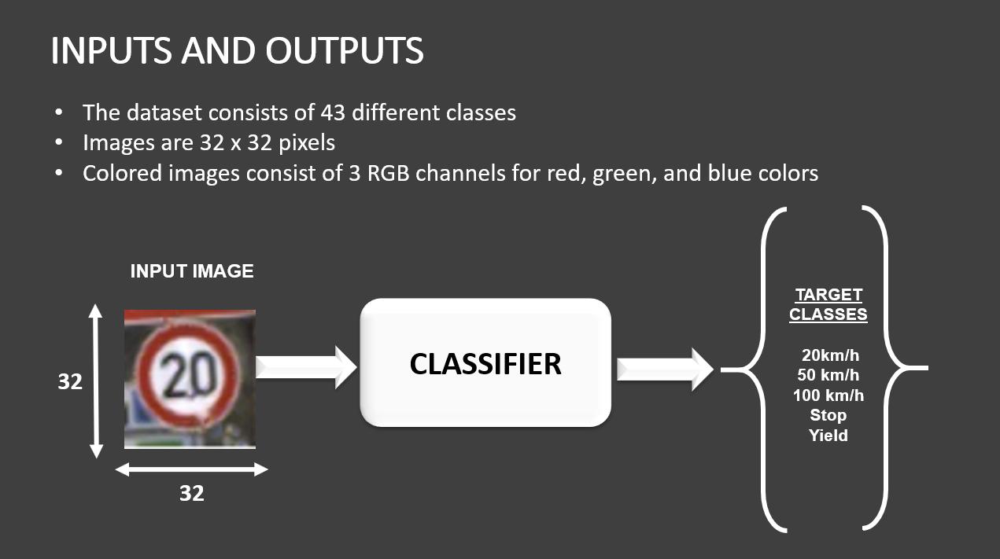 INPUTS AND OUTPUTS
• The dataset consists of 43 different classes
• Images are 32 x 32 pixels
• Colored images consist of 3 RGB channels for red, green, and blue colors
INPUT IMAGE
32
20
32
CLASSIFIER
TARGET
CLASSES
20km/h
50 km/h
100 km/h
Stop
Yield